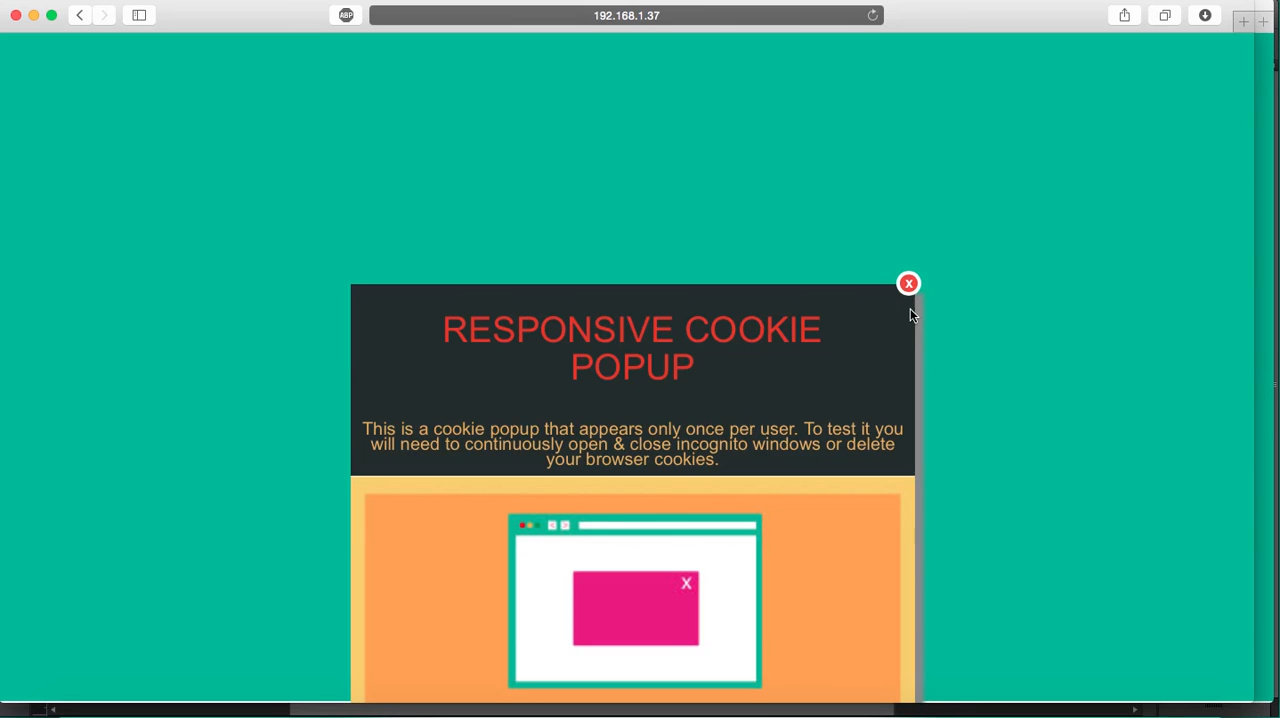 ABP
192.168.1.37
X
RESPONSIVE COOKIE
POPUP
This is a cookie popup that appears only once per user. To test it you
will need to continuously open & close incognito windows or delete
your browser cookies.
X